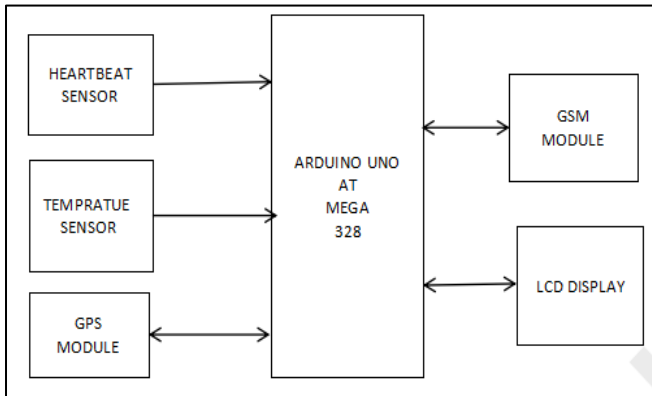 HEARTBEAT
SENSOR
TEMPRATUE
SENSOR
GPS
MODULE
ARDUINO UNO
AT
MEGA
328
GSM
MODULE
LCD DISPLAY